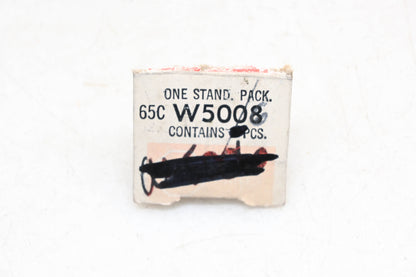 ONE STAND. PACK.
65C W5008
CONTAINS PCS.